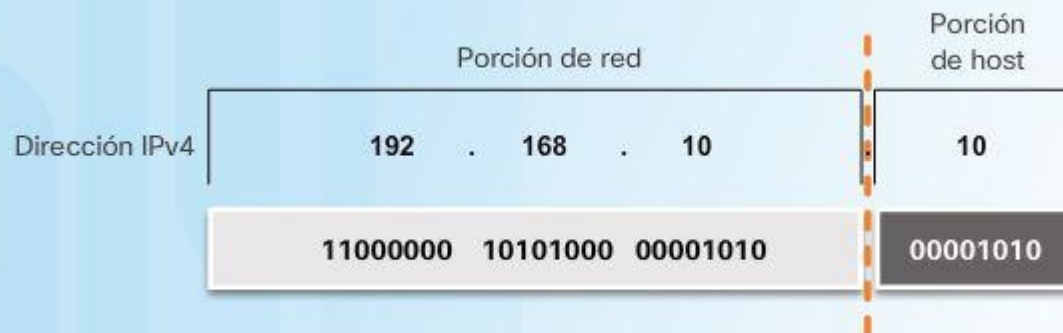 Porción de red
Porción
de host
Dirección IPv4
192 . 168 . 10 . 10
11000000 10101000 00001010 00001010